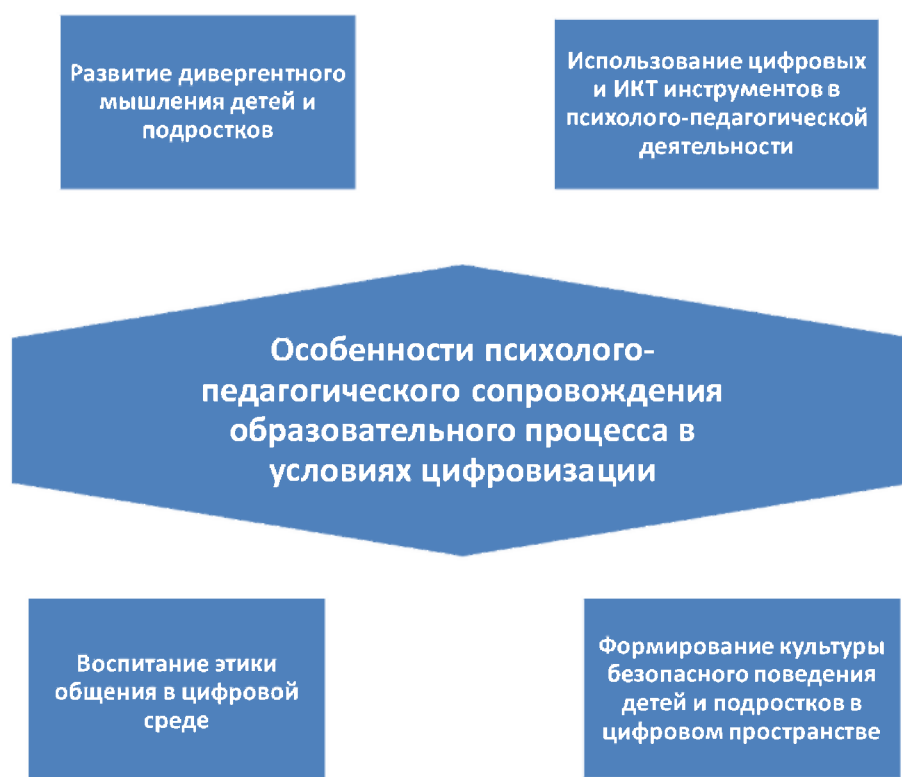 Развитие дивергентного
мышления детей и
подростков
Использование цифровых
и ИКТ инструментов в
психолого-педагогической
деятельности
Особенности психолого-
педагогического сопровождения
образовательного процесса в
условиях цифровизации
Воспитание этики
общения в цифровой
среде
Формирование культуры
безопасного поведения
детей и подростков в
цифровом пространстве